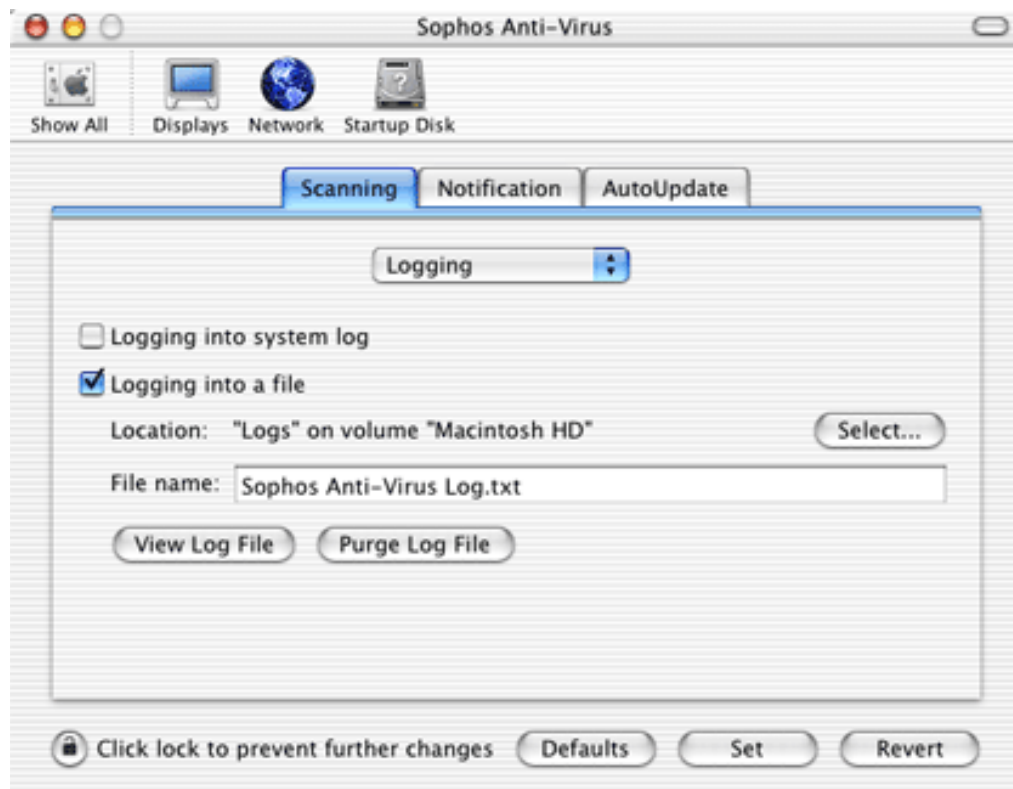 Sophos Anti-Virus
Show All Displays Network Startup Disk
Scanning Notification AutoUpdate
Logging
Logging into system log
Logging into a file
Location: "Logs" on volume "Macintosh HD" Select...
File name: Sophos Anti-Virus Log.txt
View Log File Purge Log File
Click lock to prevent further changes Defaults Set Revert